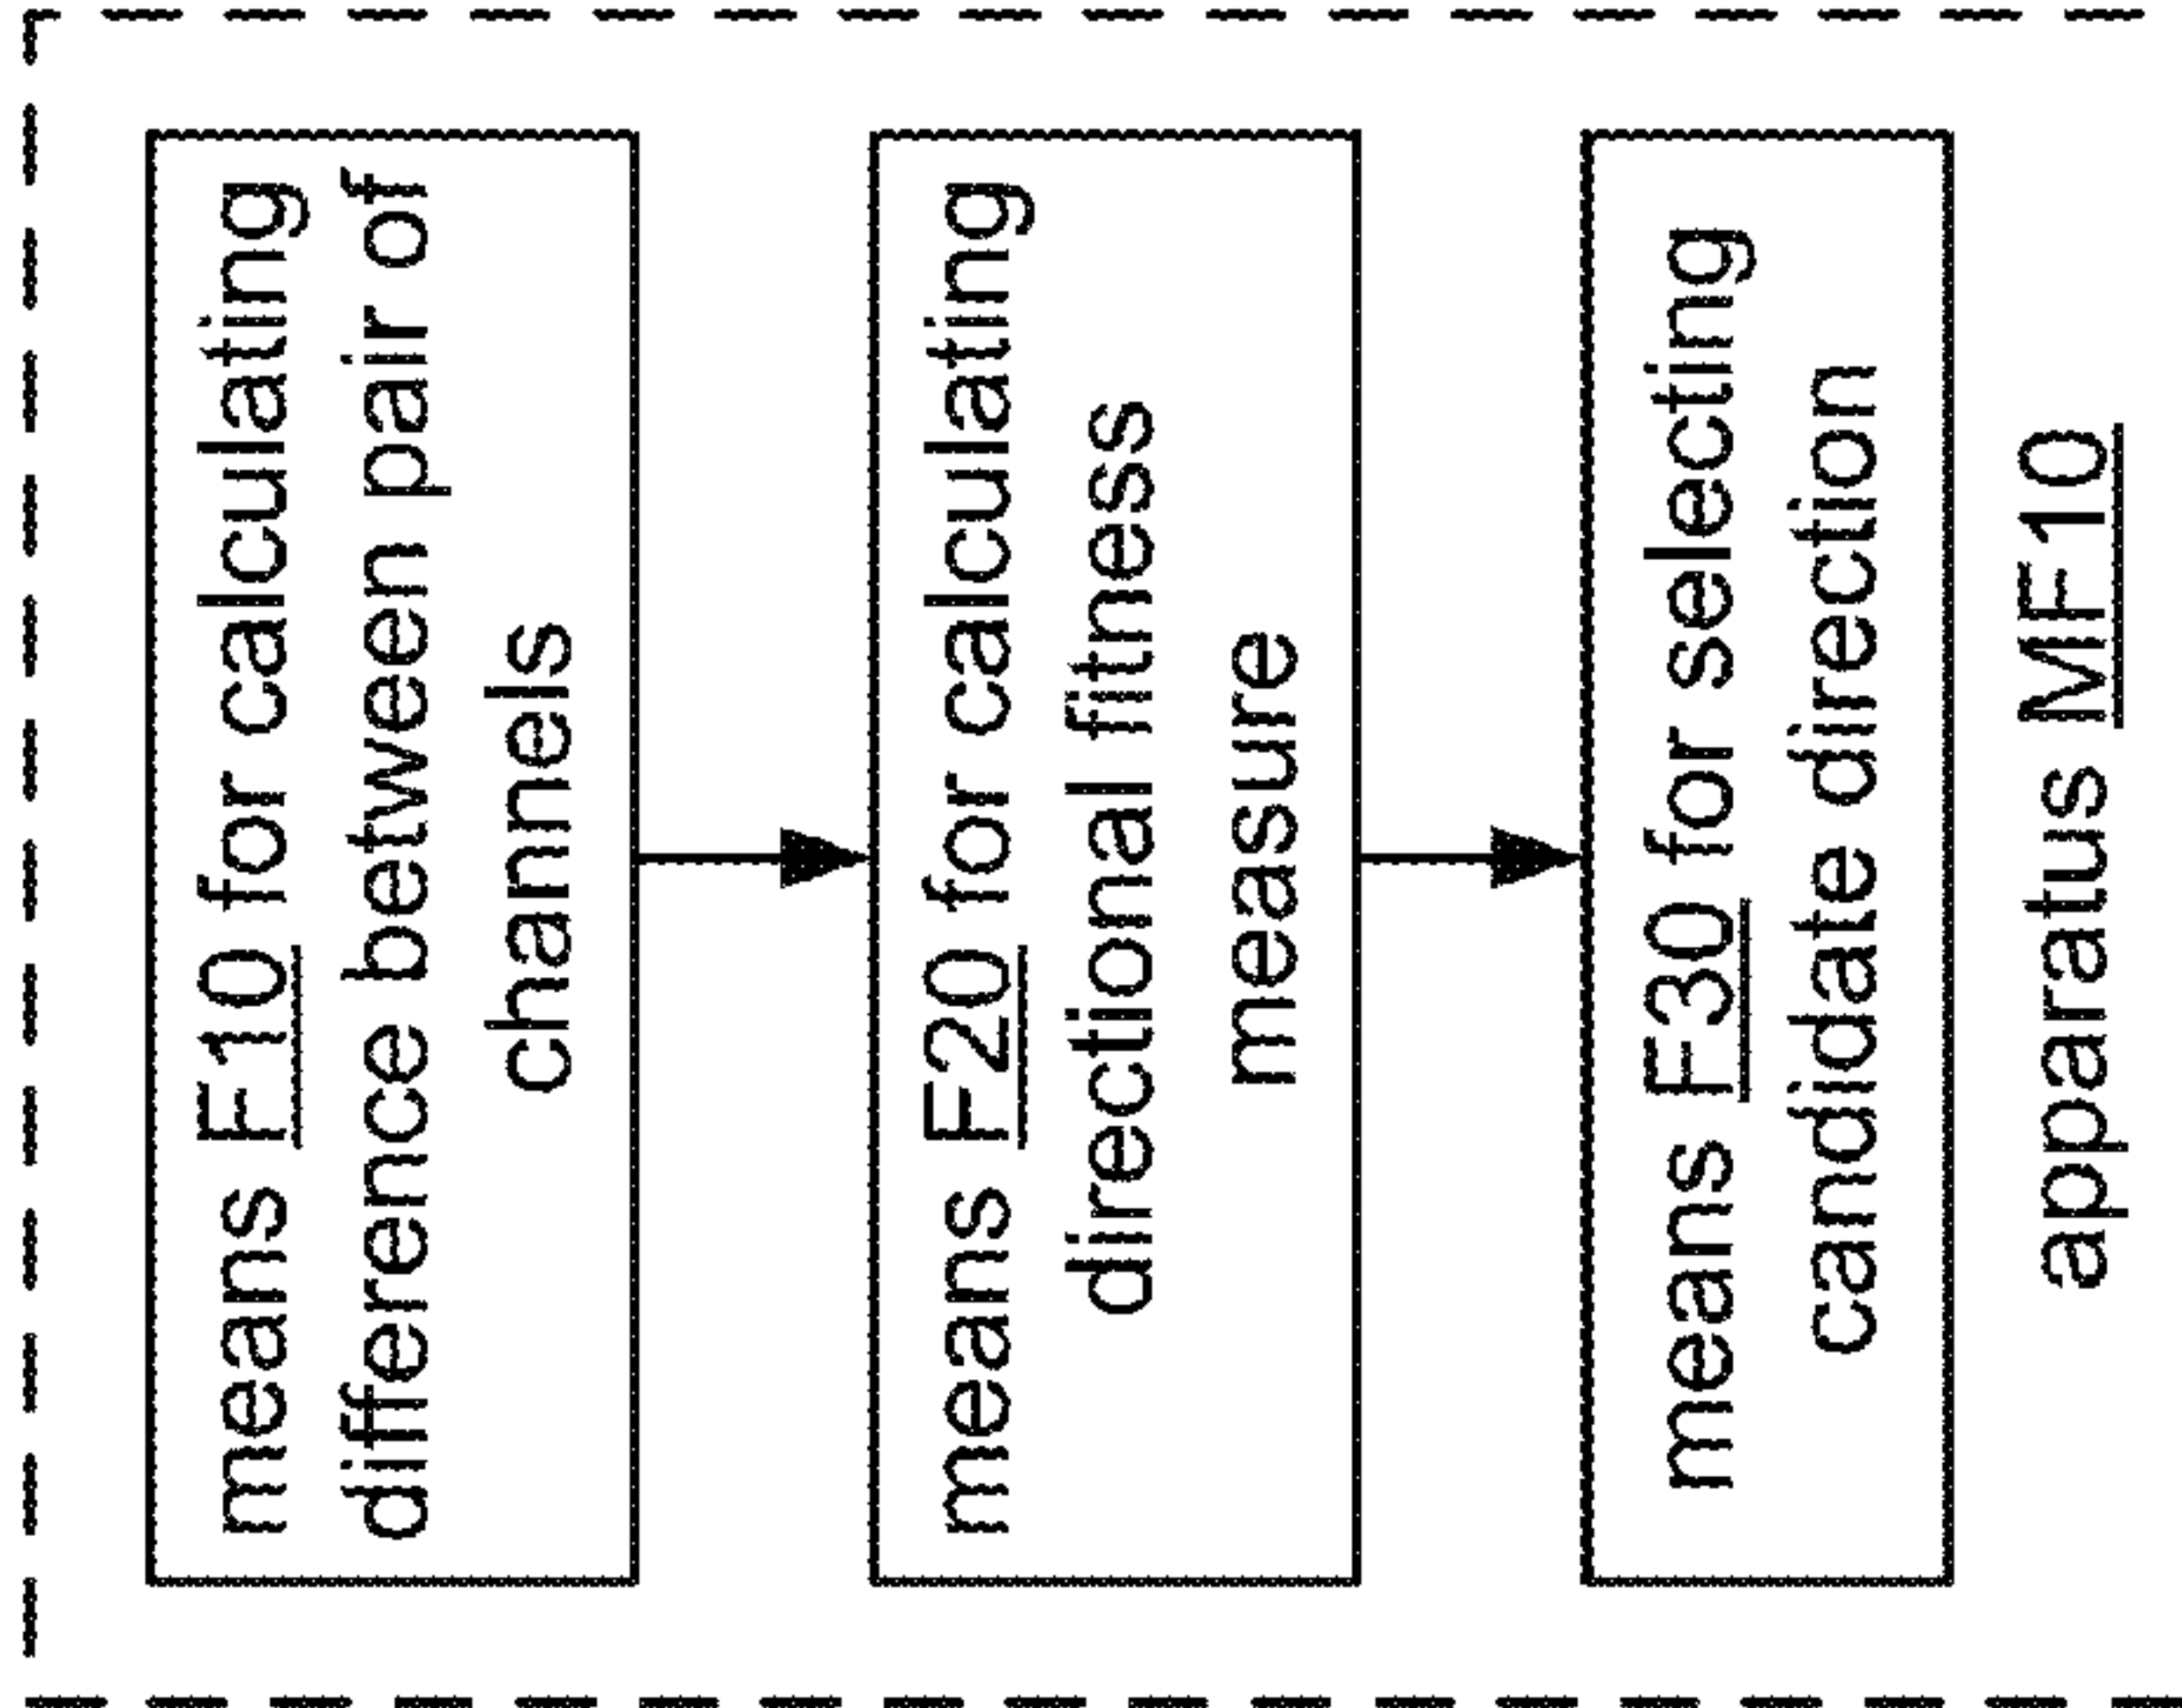 means F10 for calculating
difference between pair of
channels
means F20 for calculating
directional fitness
measure
means F30 for selecting
candidate direction
apparatus MF10